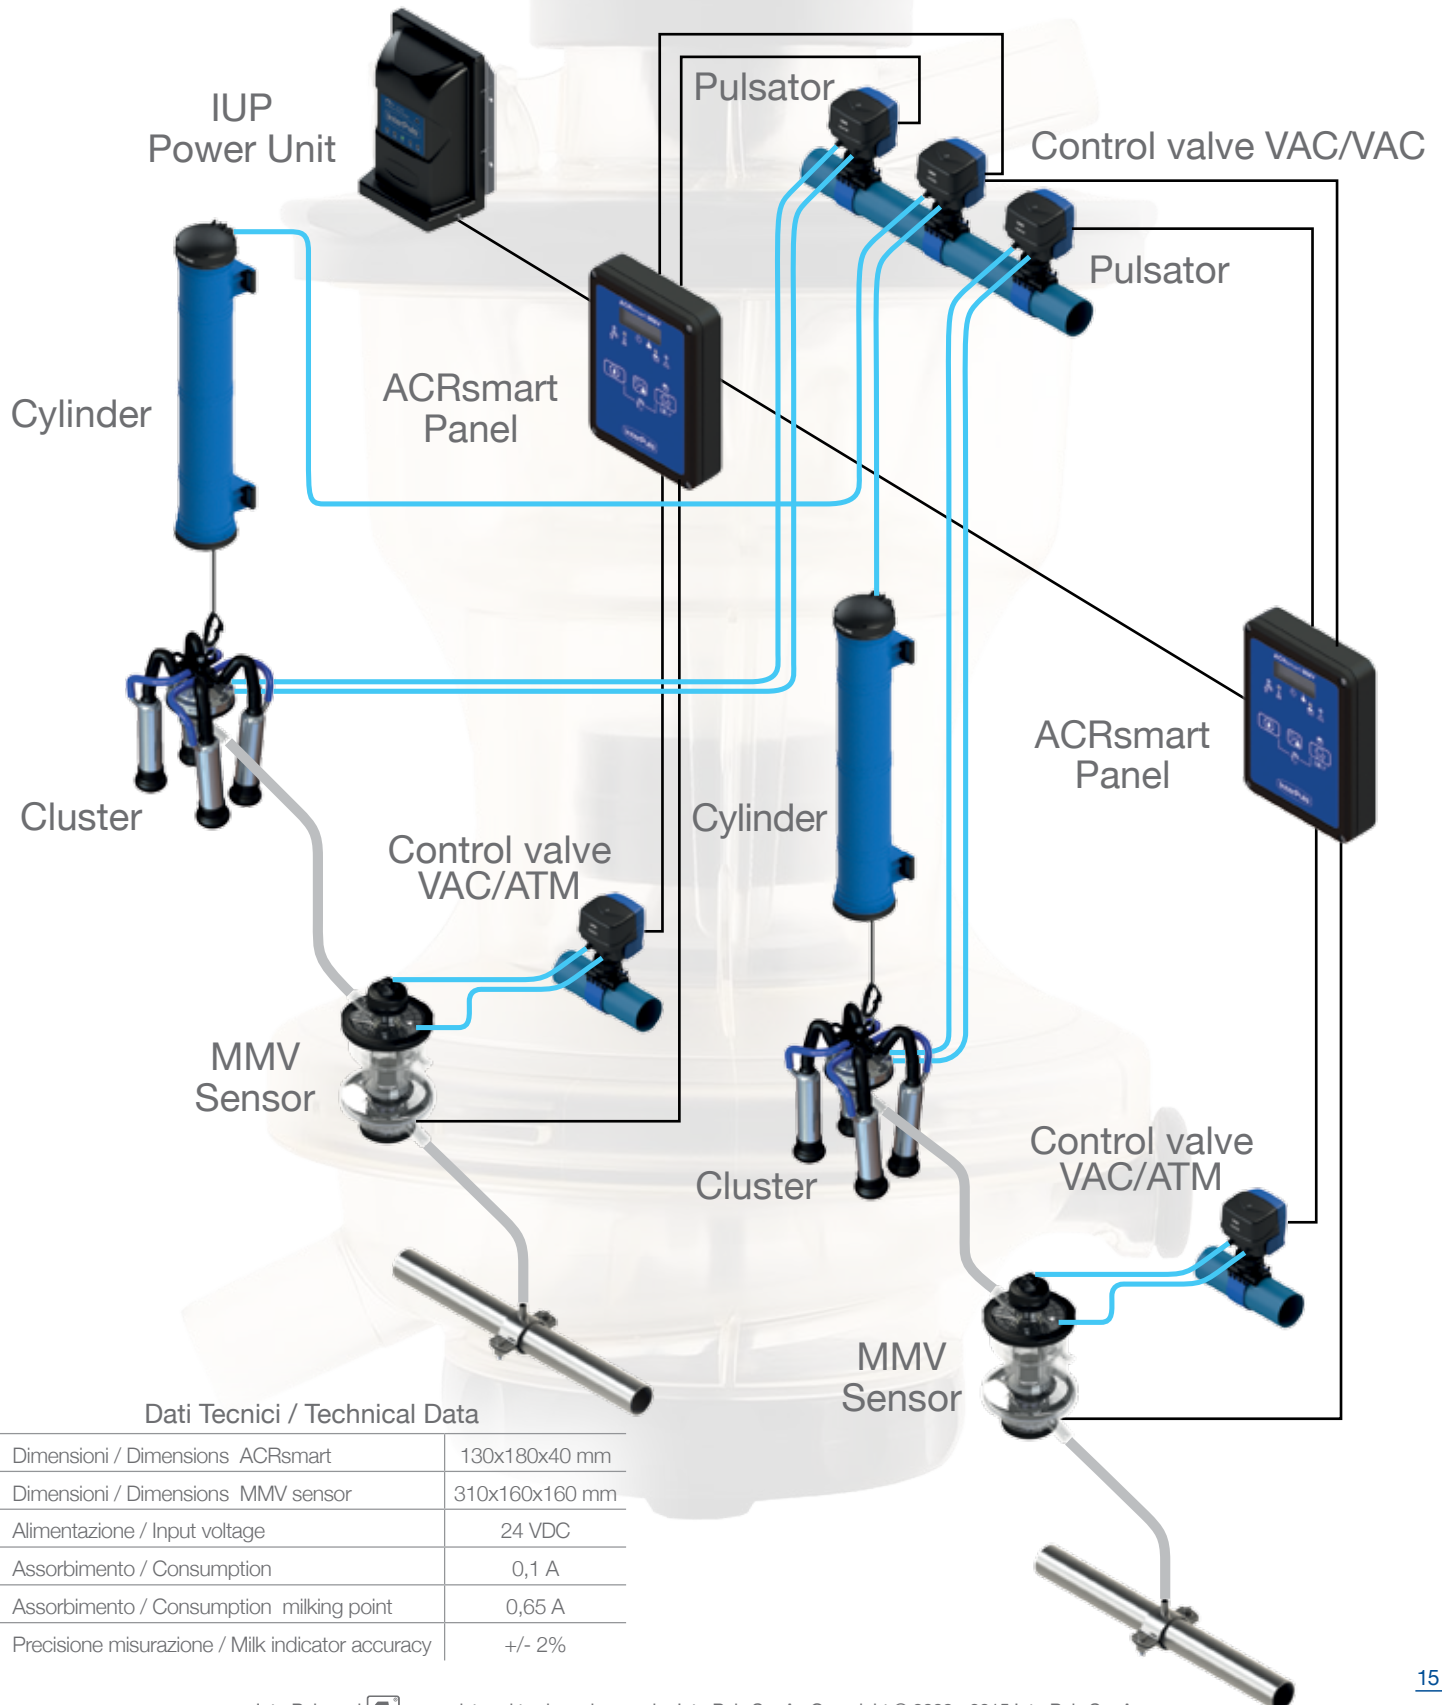 IUP
Power Unit
Pulsator
Control valve VAC/VAC
Pulsator
ACRsmart
Panel
Cylinder
ACRsmart
Panel
Cluster
Cylinder
Control valve
VAC/ATM
MMV
Sensor
Control valve
VAC/ATM
Cluster
MMV
Sensor
Dati Tecnici / Technical Data
Dimensioni / Dimensions ACRsmart 130x180x40 mm
Dimensioni / Dimensions MMV sensor 310x160x160 mm
Alimentazione / Input voltage 24 VDC
Assorbimento / Consumption 0,1 A
Assorbimento / Consumption milking point 0,65 A
Precisione misurazione / Milk indicator accuracy +/- 2%
15